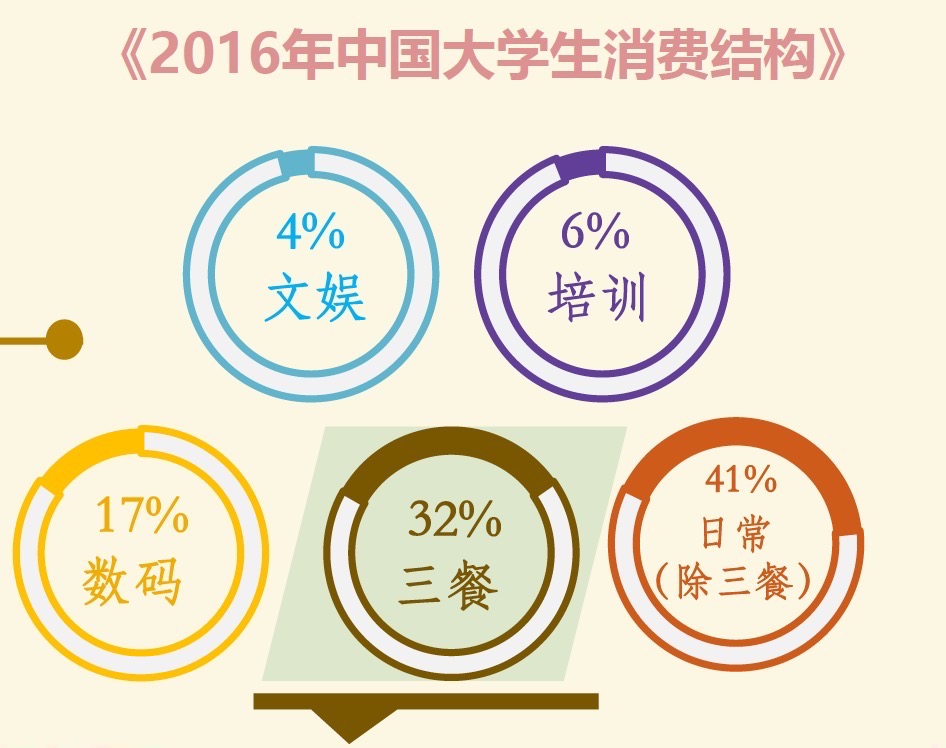 《2016年中国大学生消费结构》
4%
文娱
6%
培训
17%
数码
32%
三餐
41%
日常
（除三餐）